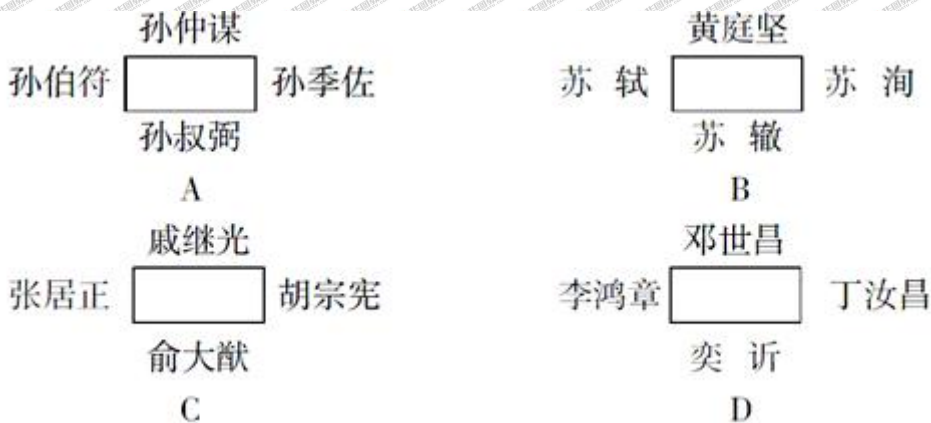 孙仲谋 黄庭坚
孙伯符 孙季佐 苏 轼 苏 洵
孙叔弼 苏 辙
A B
戚继光 邓世昌
张居正 胡宗宪 李鸿章 丁汝昌
俞大猷 奕 䜣
C D